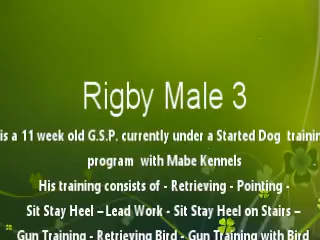 Rigby Male 3
is a 11 week old G.S.P. currently under a Started Dog training
program with Mabe Kennels
His training consists of - Retrieving - Pointing -
Sit Stay Heel – Lead Work - Sit Stay Heel on Stairs –
Gun Training - Retrieving Bird - Gun Training with Bird